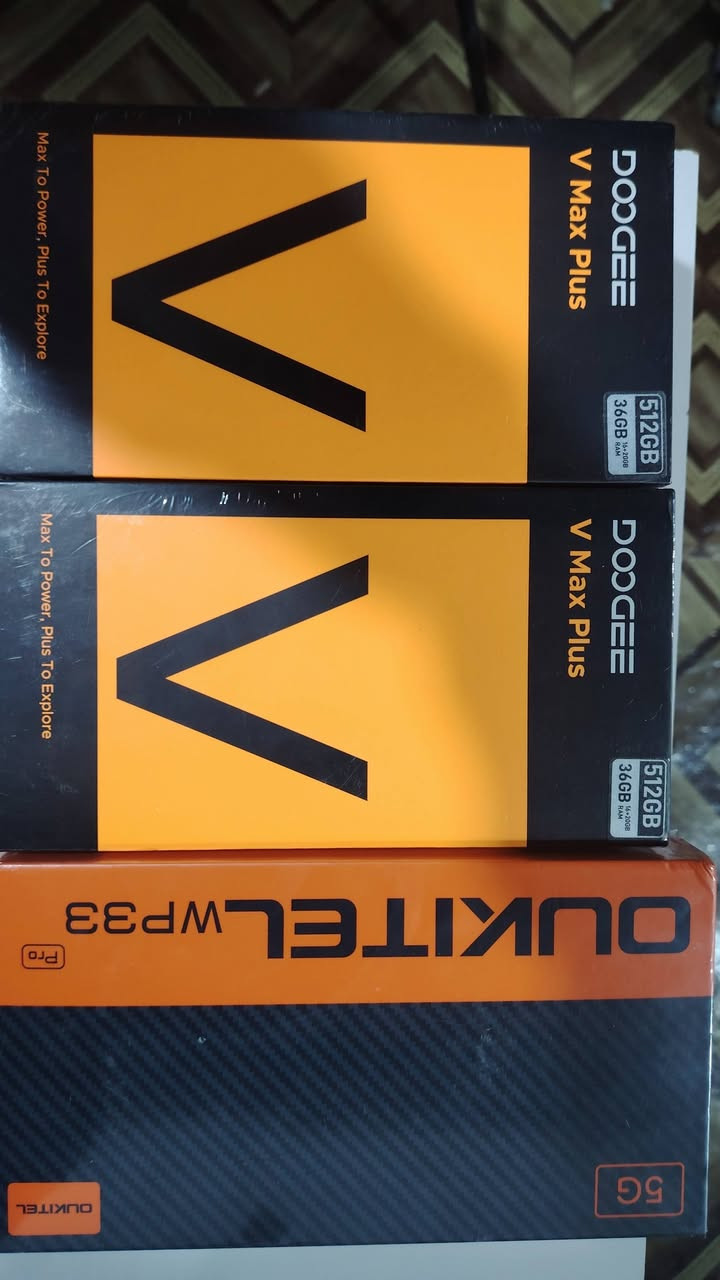 DOOGEE
V Max Plus
512GB
36GB 16+20GB
RAM
V
Max To Power, Plus To Explore
DOOGEE
V Max Plus
512GB
36GB 16+20GB
RAM
V
Max To Power, Plus To Explore
OUKITEL WP33
Pro
5G
OUKITEL